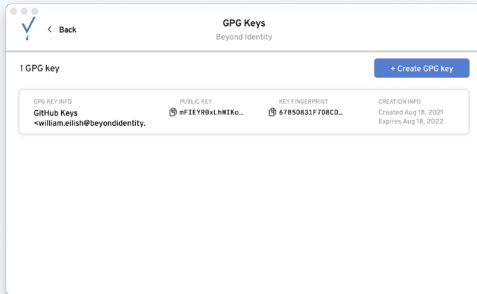 GPG Keys
< Back
Beyond Identity
1 GPG key
+ Create GPG key
GPG KEY INFO
GitHub Keys
<william.eilish@beyondidentity.
PUBLIC KEY
mFIEYR0xLhMIKo…
KEY FINGERPRINT
6785D831F7D8CD…
CREATION INFO
Created Aug 18, 2021
Expires Aug 18, 2022